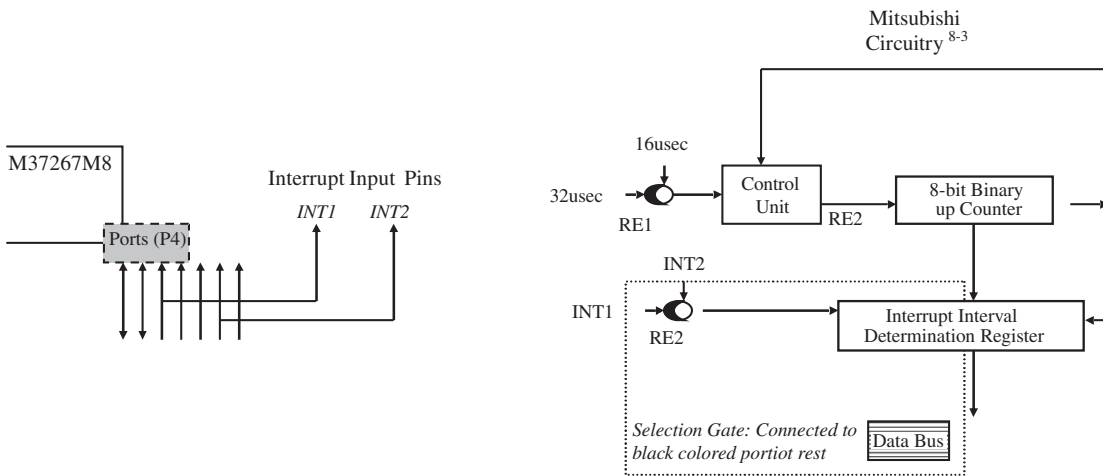 M37267M8
Ports (P4)
Interrupt Input Pins
INT1 INT2
Mitsubishi
Circuitry 8-3
16usec
32usec
RE1
Control
Unit
RE2
8-bit Binary
up Counter
INT2
INT1
RE2
Interrupt Interval
Determination Register
Selection Gate: Connected to
black colored portiot rest
Data Bus